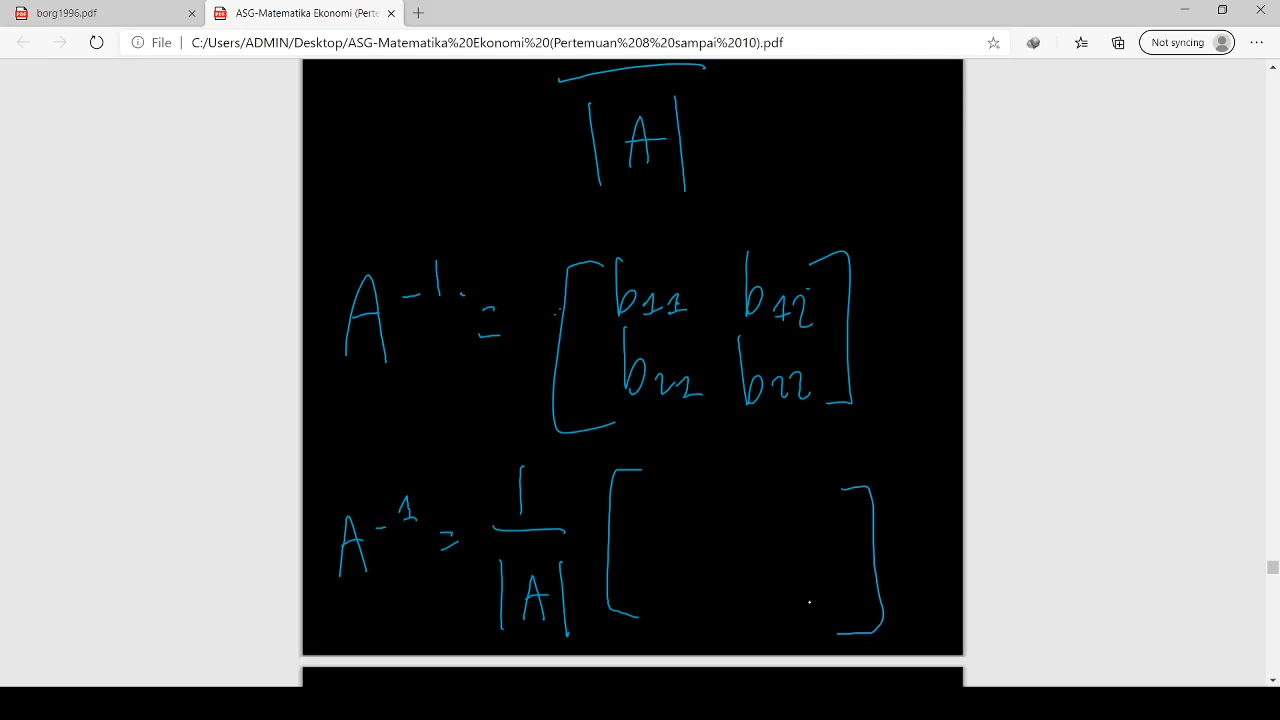 borg1996.pdf
ASG-Matematika Ekonomi (Perte
File C:/Users/ADMIN/Desktop/ASG-Matematika%20Ekonomi%20(Pertemuan%208%20sampai%2010).pdf
Not syncing
|A|
A⁻¹ = [ b11 b12
b21 b22 ]
A⁻¹ = 1
|A| [ ]